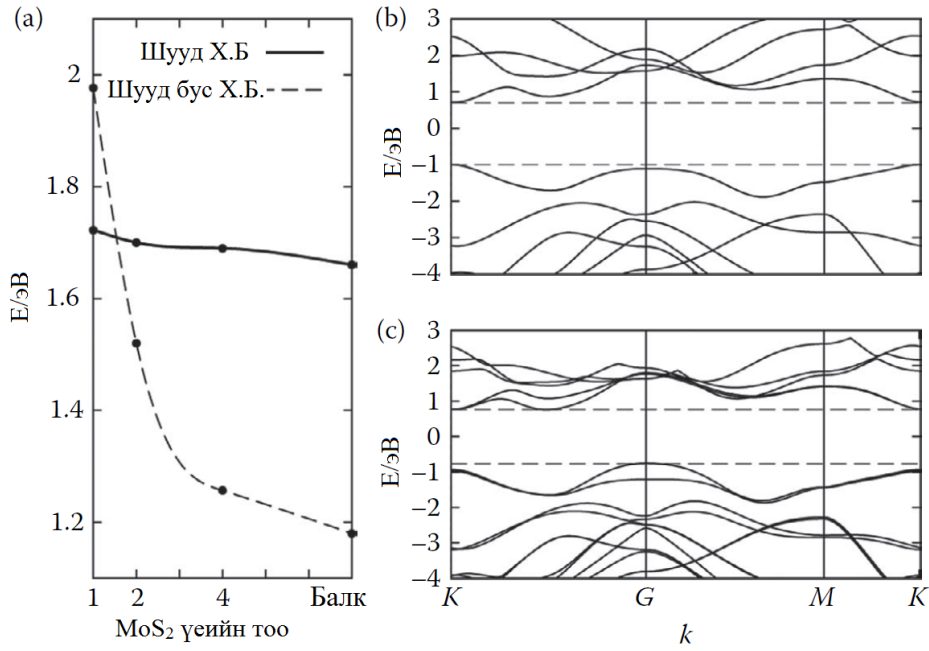 (a)
Шууд Х.Б
Шууд бус Х.Б.
2
1.8
1.6
1.4
1.2
E/эВ
1 2 4 Балк
MoS₂ үеийн тоо
(b)
3
2
1
0
−1
−2
−3
−4
E/эВ
(c)
3
2
1
0
−1
−2
−3
−4
E/эВ
K G M K
k